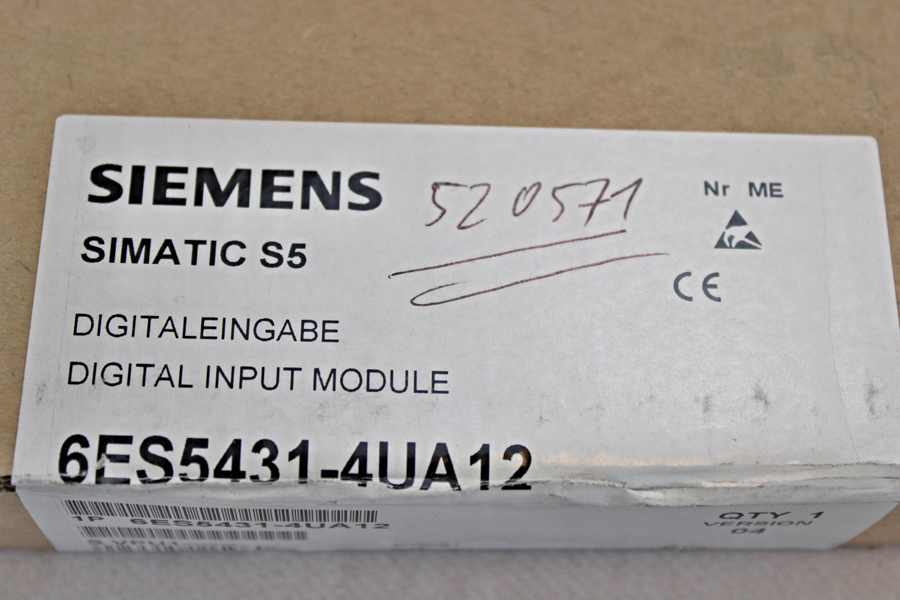 SIEMENS
520571
Nr ME
SIMATIC S5
CE
DIGITALEINGABE
DIGITAL INPUT MODULE
6ES5431-4UA12
1P 6ES5431-4UA12
QTY 1
VERSION
04